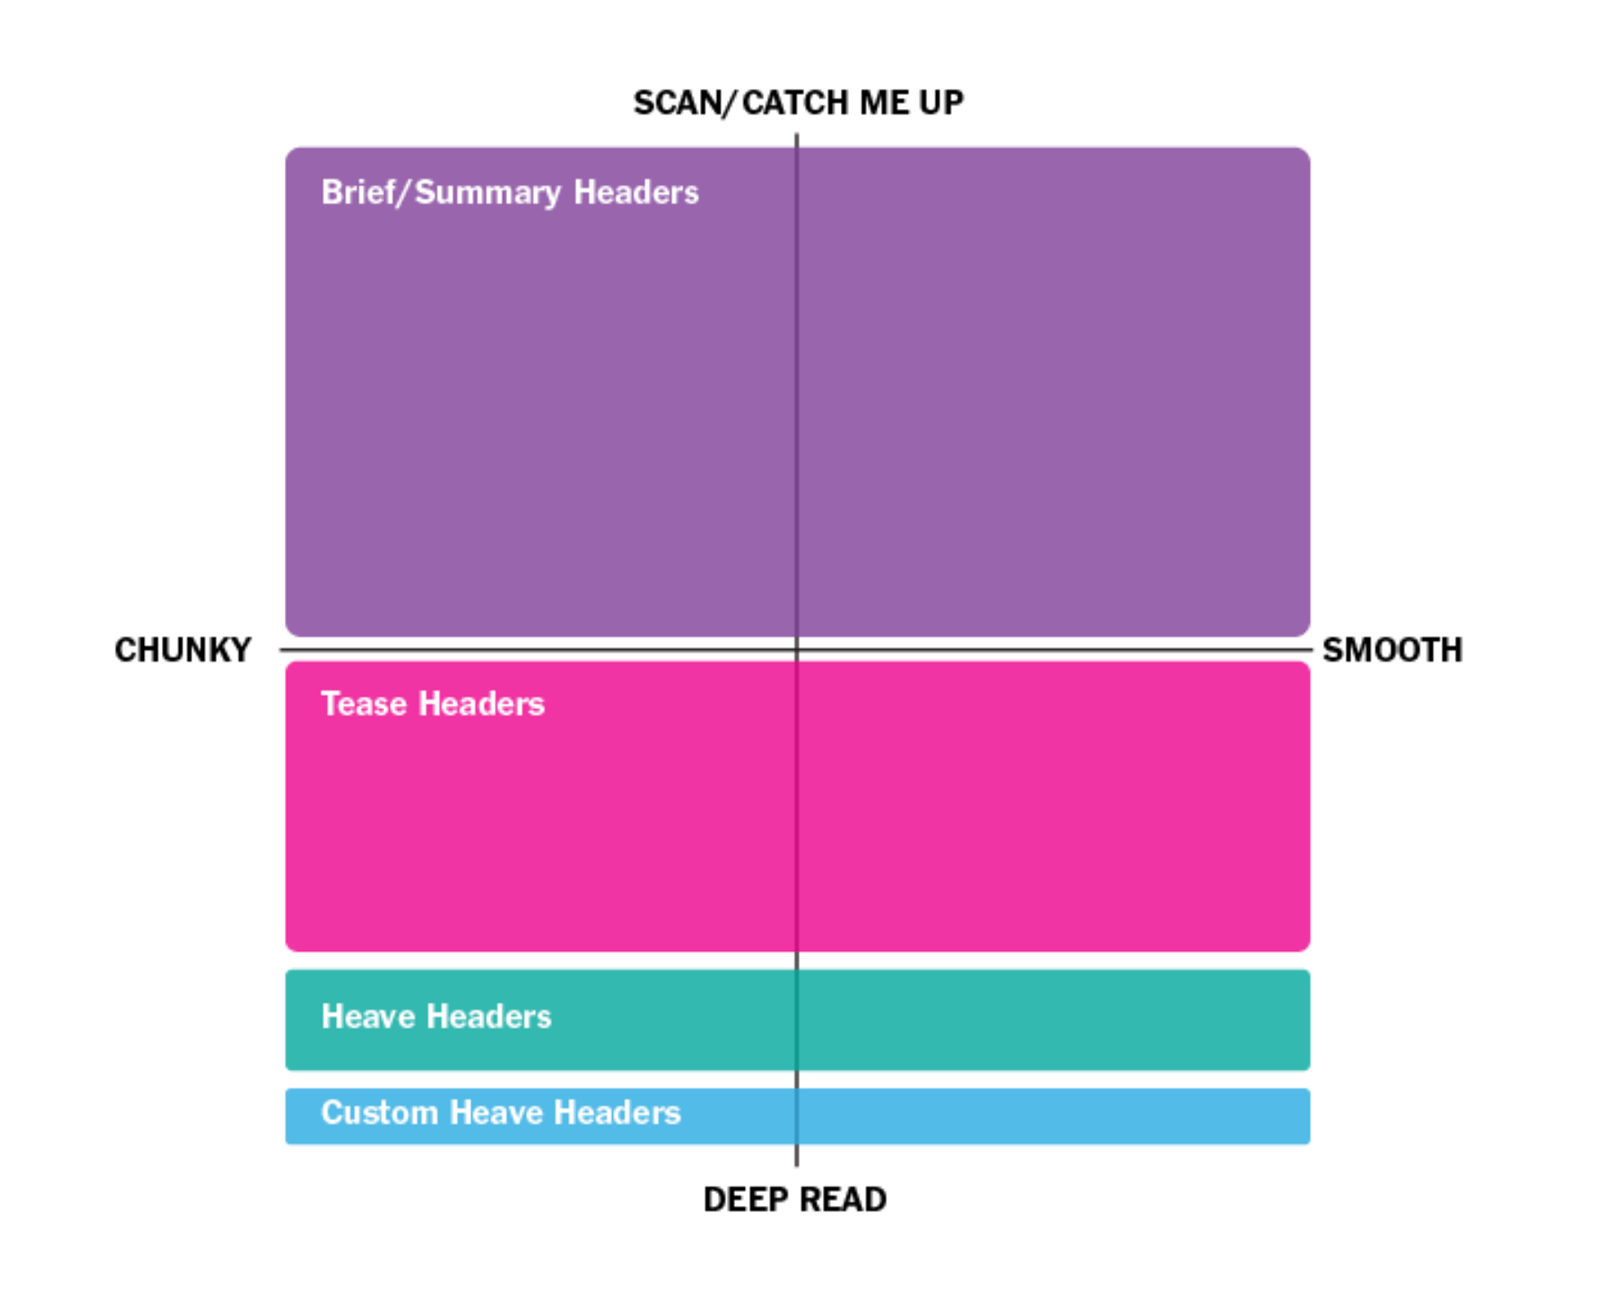 SCAN/CATCH ME UP
Brief/Summary Headers
CHUNKY
SMOOTH
Tease Headers
Heave Headers
Custom Heave Headers
DEEP READ